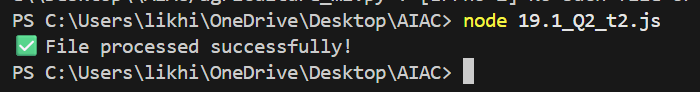 PS C:\Users\likhi\OneDrive\Desktop\AIAC> node 19.1_Q2_t2.js
✅ File processed successfully!
PS C:\Users\likhi\OneDrive\Desktop\AIAC>